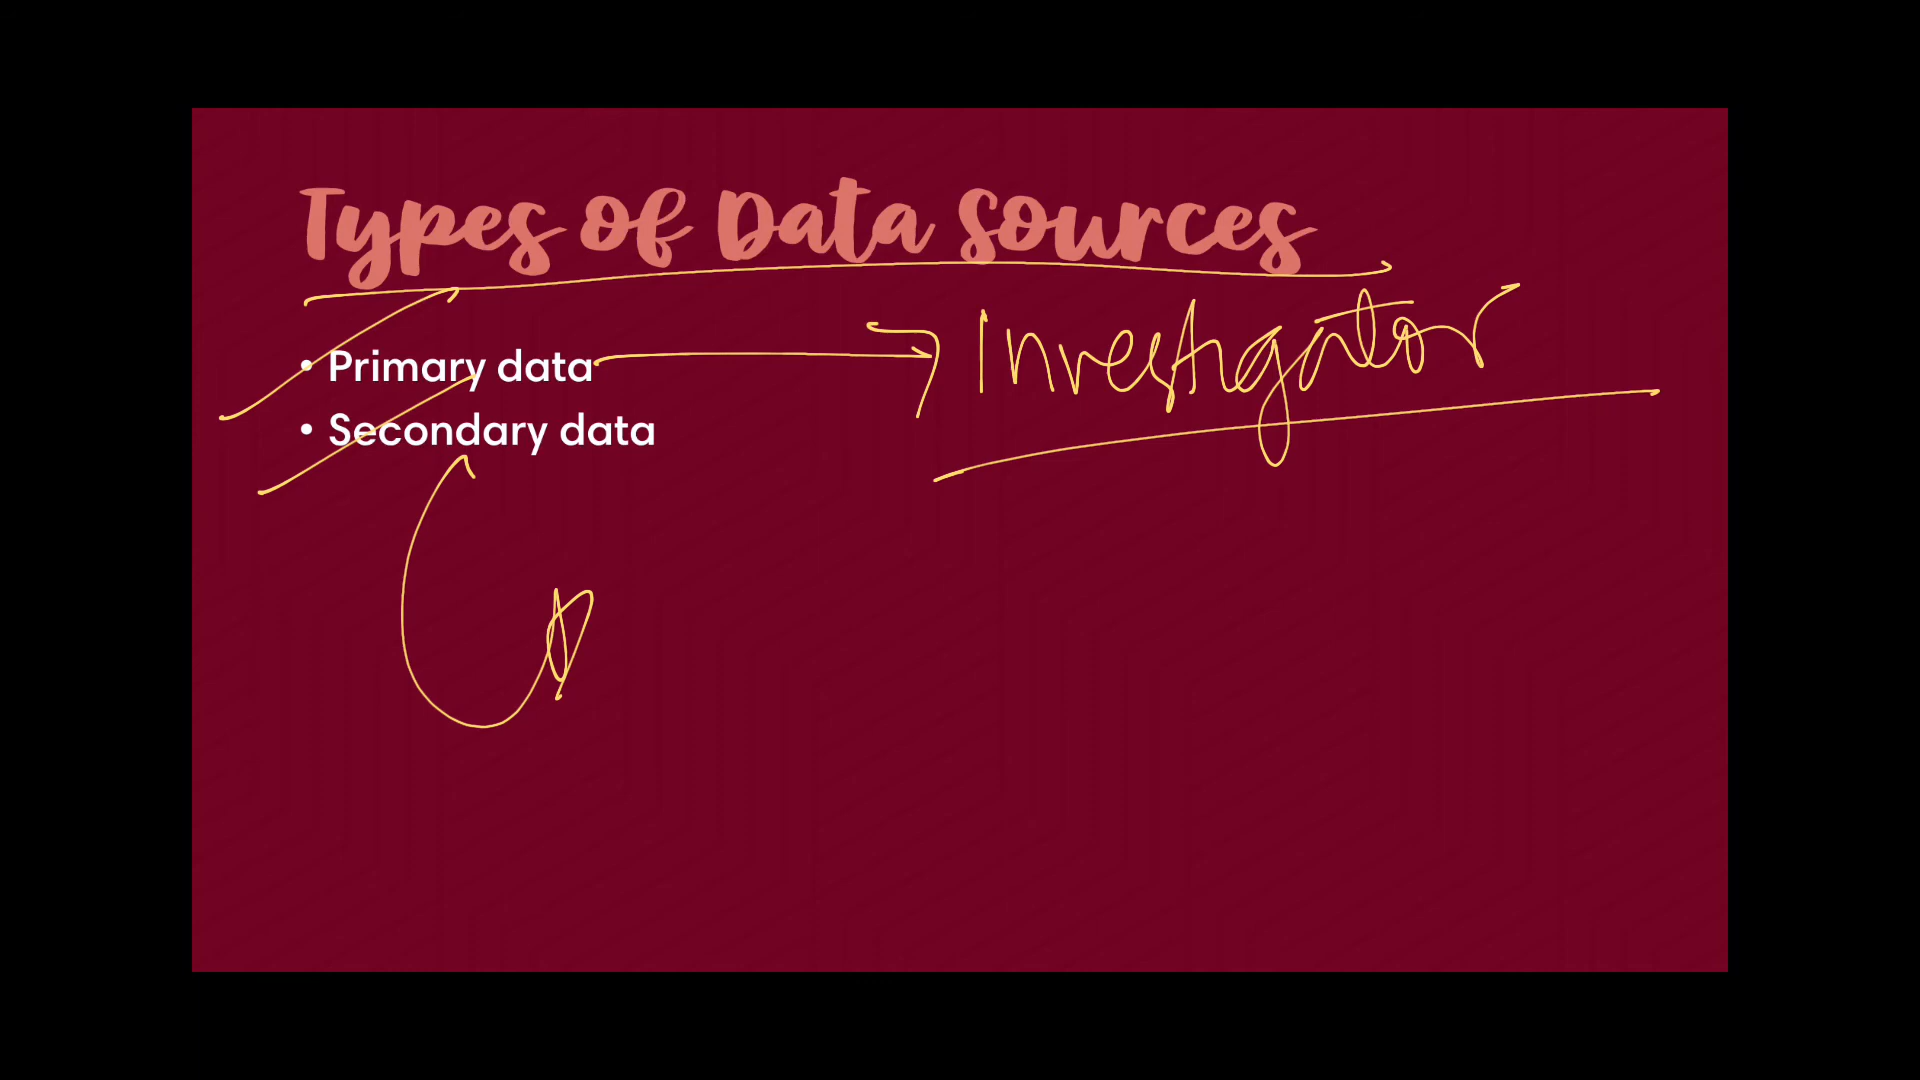 Types of Data Sources
• Primary data
Investigator
• Secondary data